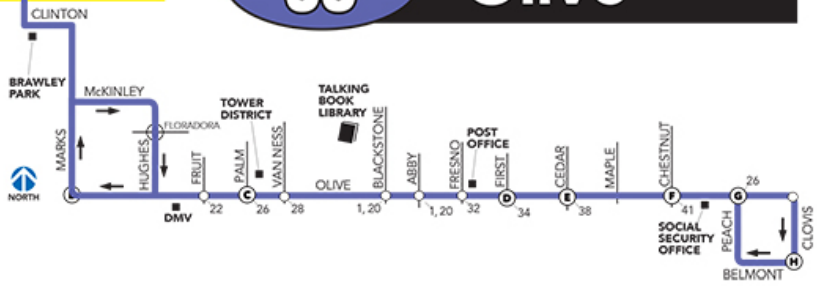 CLINTON
BRAWLEY
PARK
McKINLEY
FLORADORA
MARKS
HUGHES
NORTH
L
DMV
FRUIT
22
TOWER
DISTRICT
PALM
C
26
VAN NESS
28
TALKING
BOOK
LIBRARY
OLIVE
BLACKSTONE
1, 20
ABBY
1, 20
FRESNO
32
POST
OFFICE
FIRST
D
34
CEDAR
E
38
MAPLE
CHESTNUT
F
41
SOCIAL
SECURITY
OFFICE
G
26
PEACH
CLOVIS
H
BELMONT